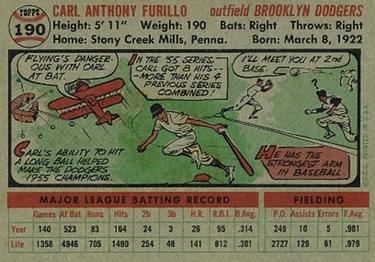 TOPPS
190
CARL ANTHONY FURILLO outfield BROOKLYN DODGERS
Height: 5' 11" Weight: 190 Bats: Right Throws: Right
Home: Stony Creek Mills, Penna. Born: March 8, 1922
FLYING'S DANGER-
OUS WITH CARL
AT BAT.
IN THE '55 SERIES,
CARL GOT 8 HITS--
MORE THAN HIS 4
PREVIOUS SERIES
COMBINED!
I'LL MEET YOU AT 2nd
BASE.
CARL'S ABILITY TO HIT
A LONG BALL HELPED
MAKE THE DODGERS
1955 CHAMPIONS.
HE HAS THE
STRONGEST ARM
IN BASEBALL.
PRINTED IN U.S.A.
MAJOR LEAGUE BATTING RECORD FIELDING
Games At Bat Runs Hits 2b 3b H.R. R.B.I. B.Avg. P.O. Assists Errors F. Avg.
Year 140 523 83 164 24 3 26 95 .314 249 10 5 .981
Life 1358 4946 705 1490 254 48 141 812 .301 2727 129 61 .979